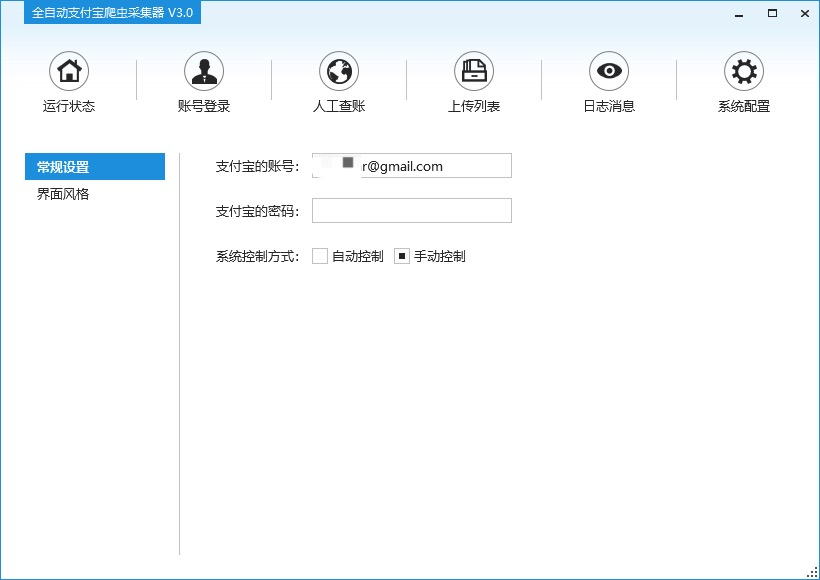 全自动支付宝爬虫采集器 V3.0
运行状态
账号登录
人工查账
上传列表
日志消息
系统配置
常规设置
界面风格
支付宝的账号： r@gmail.com
支付宝的密码：
系统控制方式： 自动控制 手动控制